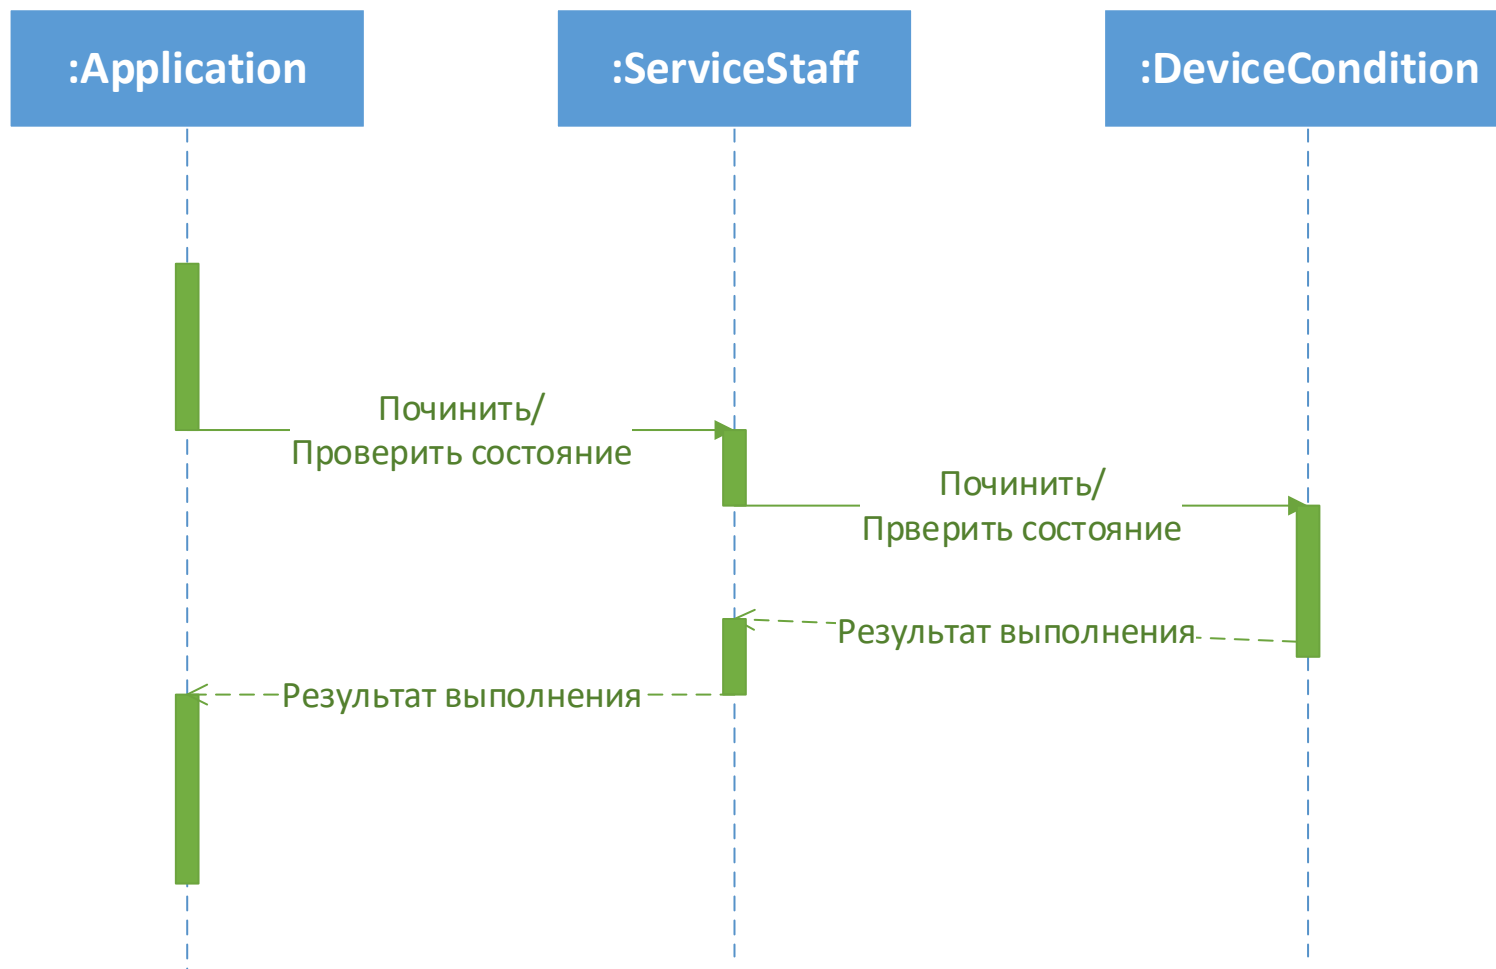 :Application
:ServiceStaff
:DeviceCondition
Починить/
Проверить состояние
Починить/
Прверить состояние
Результат выполнения
Результат выполнения